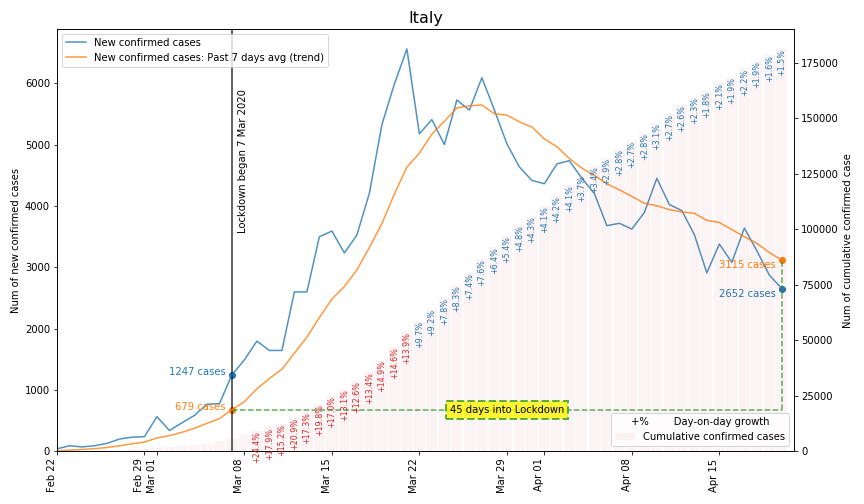 Italy
New confirmed cases
New confirmed cases: Past 7 days avg (trend)
Num of new confirmed cases
Num of cumulative confirmed case
0
1000
2000
3000
4000
5000
6000
0
25000
50000
75000
100000
125000
150000
175000
Feb 22
Feb 29
Mar 01
Mar 08
Mar 15
Mar 22
Mar 29
Apr 01
Apr 08
Apr 15
Lockdown began 7 Mar 2020
1247 cases
679 cases
3115 cases
2652 cases
45 days into Lockdown
+24.4%
+17.9%
+15.2%
+20.9%
+17.3%
+19.8%
+17.0%
+13.1%
+12.6%
+13.4%
+14.9%
+14.6%
+13.9%
+9.7%
+9.2%
+7.8%
+8.3%
+7.4%
+7.6%
+6.4%
+5.4%
+4.8%
+4.3%
+4.1%
+4.2%
+4.1%
+3.7%
+3.4%
+2.9%
+2.8%
+2.7%
+2.8%
+3.1%
+2.7%
+2.6%
+2.3%
+1.8%
+2.1%
+1.9%
+2.2%
+1.9%
+1.6%
+1.5%
+% Day-on-day growth
Cumulative confirmed cases